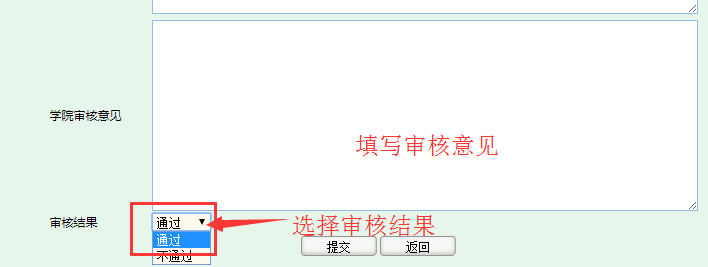 学院审核意见
填写审核意见
审核结果
通过
选择审核结果
通过
不通过
提交
返回